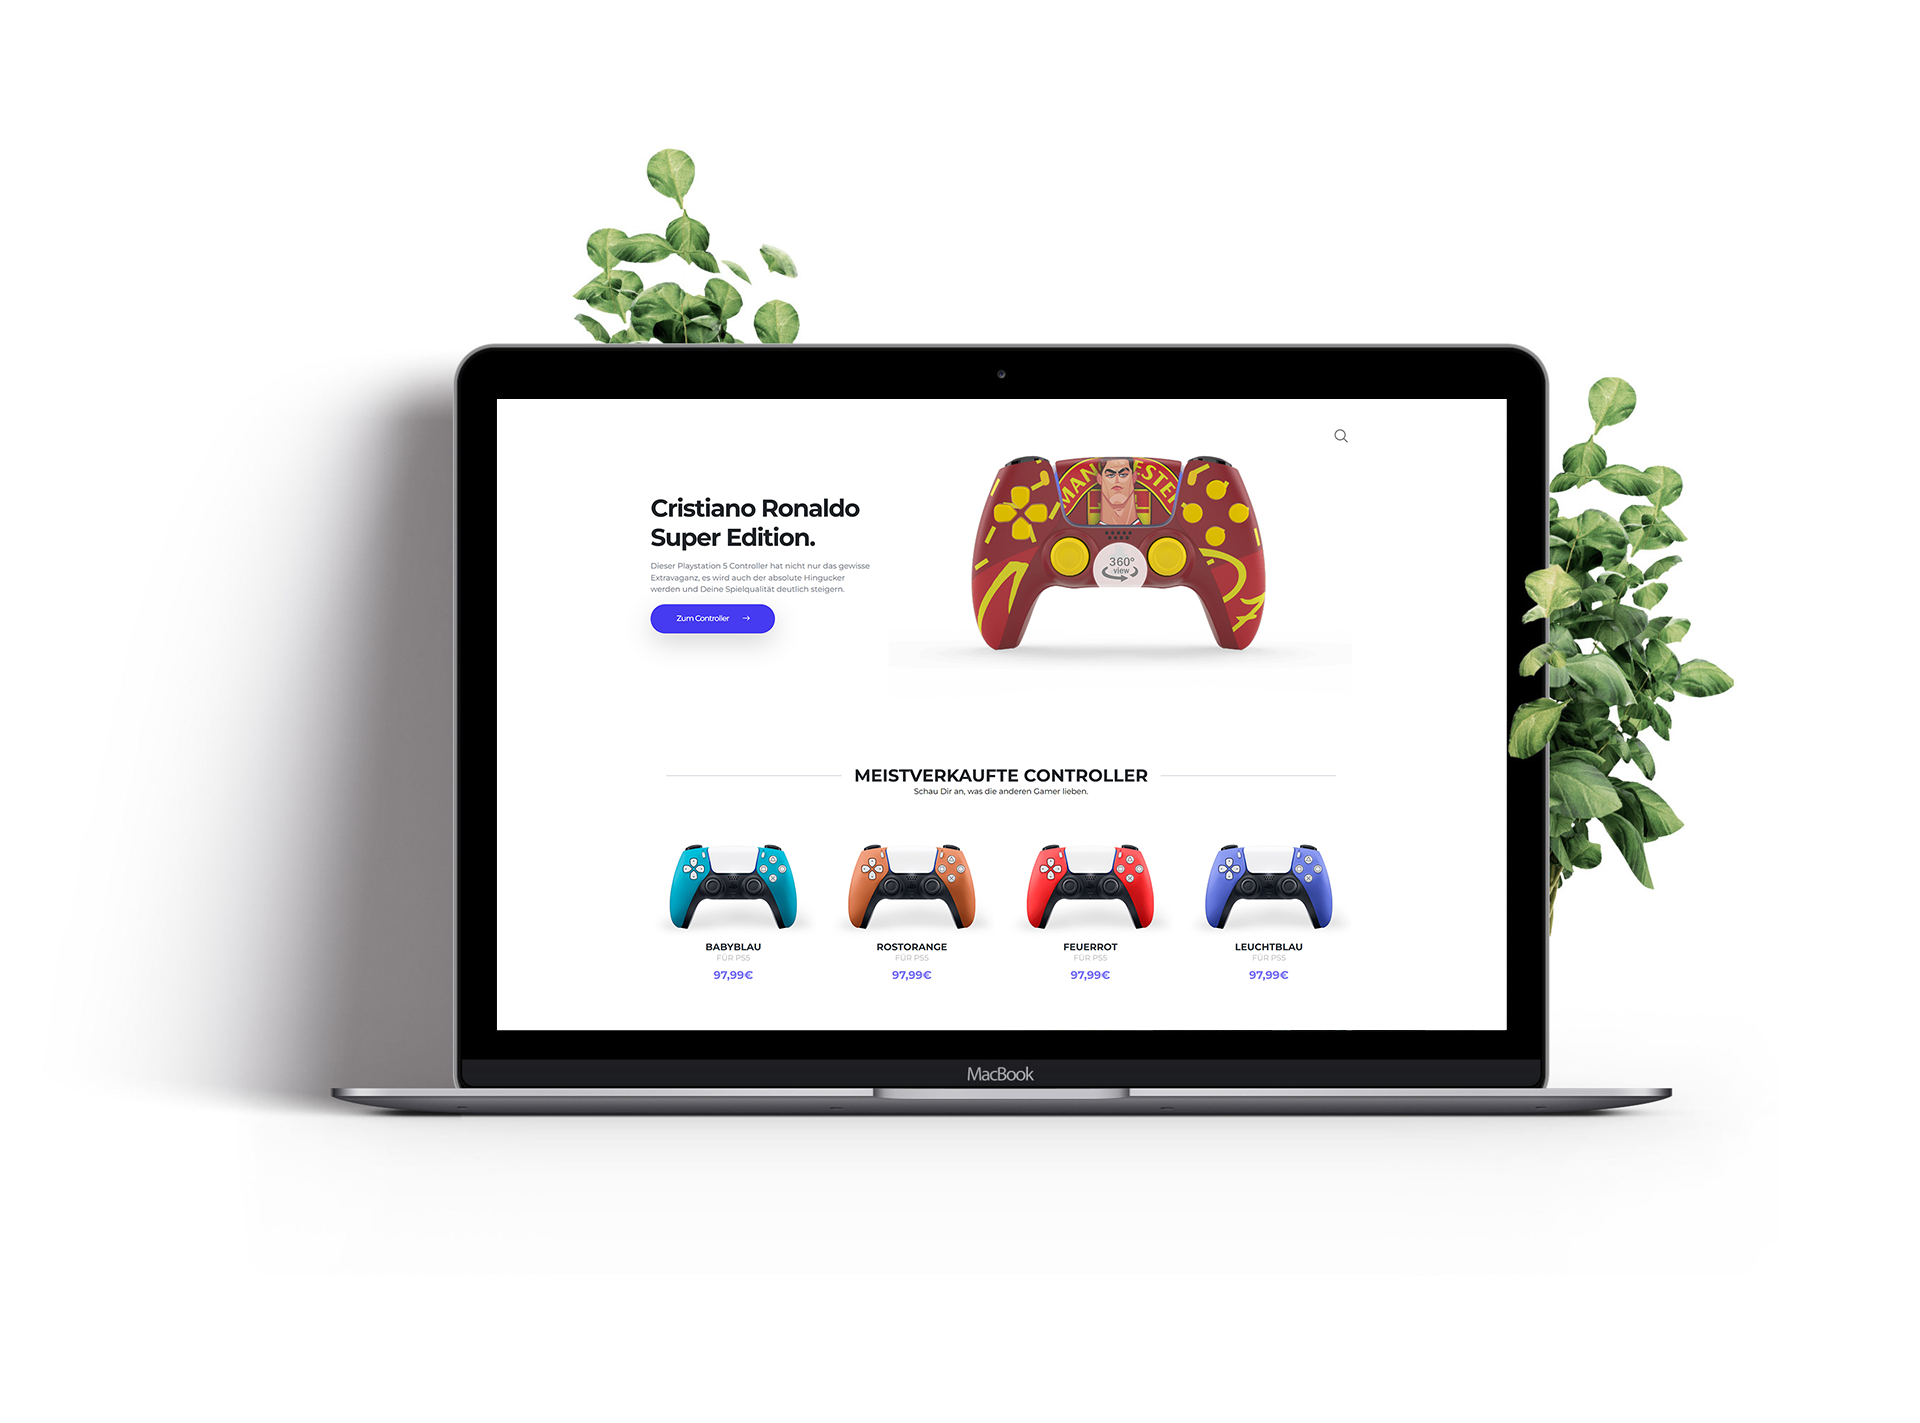 Cristiano Ronaldo
Super Edition.
Dieser Playstation 5 Controller hat nicht nur das gewisse
Extravaganz, es wird auch der absolute Hingucker
werden und Deine Spielqualität deutlich steigern.
Zum Controller →
360°
view
MEISTVERKAUFTE CONTROLLER
Schau Dir an, was die anderen Gamer lieben.
BABYBLAU
FÜR PS5
97,99€
ROSTORANGE
FÜR PS5
97,99€
FEUERROT
FÜR PS5
97,99€
LEUCHTBLAU
FÜR PS5
97,99€
MacBook